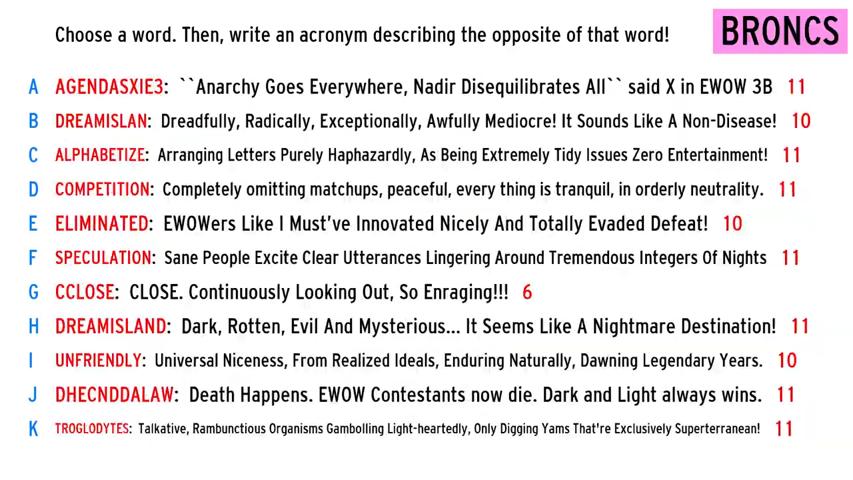 Choose a word. Then, write an acronym describing the opposite of that word!
BRONCS
A AGENDASXIE3: ``Anarchy Goes Everywhere, Nadir Disequilibrates All`` said X in EWOW 3B 11
B DREAMISLAN: Dreadfully, Radically, Exceptionally, Awfully Mediocre! It Sounds Like A Non-Disease! 10
C ALPHABETIZE: Arranging Letters Purely Haphazardly, As Being Extremely Tidy Issues Zero Entertainment! 11
D COMPETITION: Completely omitting matchups, peaceful, every thing is tranquil, in orderly neutrality. 11
E ELIMINATED: EWOWers Like I Must've Innovated Nicely And Totally Evaded Defeat! 10
F SPECULATION: Sane People Excite Clear Utterances Lingering Around Tremendous Integers Of Nights 11
G CCLOSE: CLOSE. Continuously Looking Out, So Enraging!!! 6
H DREAMISLAND: Dark, Rotten, Evil And Mysterious... It Seems Like A Nightmare Destination! 11
I UNFRIENDLY: Universal Niceness, From Realized Ideals, Enduring Naturally, Dawning Legendary Years. 10
J DHECNDDALAW: Death Happens. EWOW Contestants now die. Dark and Light always wins. 11
K TROGLODYTES: Talkative, Rambunctious Organisms Gambolling Light-heartedly, Only Digging Yams That're Exclusively Superterranean! 11